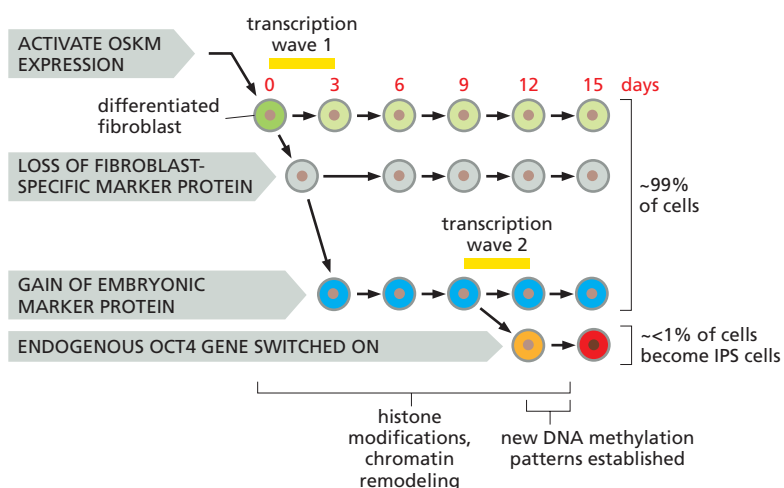 transcription
wave 1
ACTIVATE OSKM
EXPRESSION
0 3 6 9 12 15 days
differentiated
fibroblast
LOSS OF FIBROBLAST-
SPECIFIC MARKER PROTEIN
~99%
of cells
transcription
wave 2
GAIN OF EMBRYONIC
MARKER PROTEIN
ENDOGENOUS OCT4 GENE SWITCHED ON
~<1% of cells
become IPS cells
histone
modifications,
chromatin
remodeling
new DNA methylation
patterns established